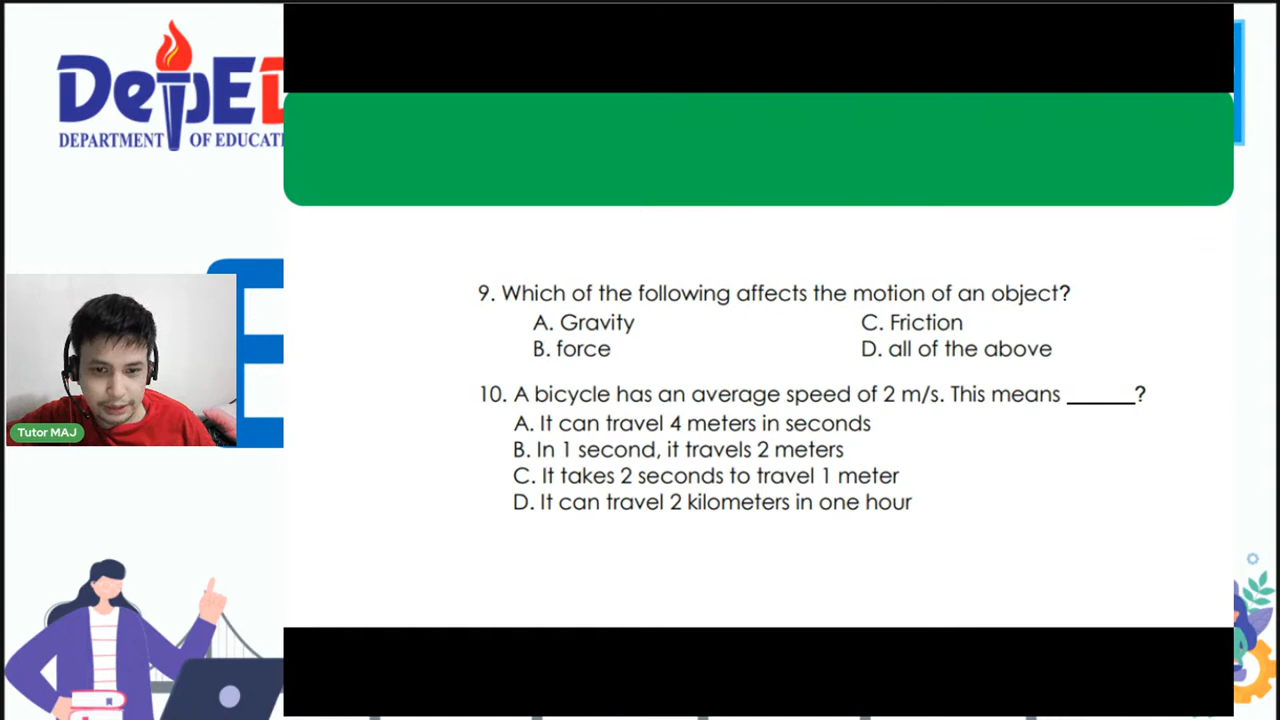 DepED
DEPARTMENT OF EDUCATI
9. Which of the following affects the motion of an object?
A. Gravity
C. Friction
B. force
D. all of the above
10. A bicycle has an average speed of 2 m/s. This means ______?
A. It can travel 4 meters in seconds
B. In 1 second, it travels 2 meters
C. It takes 2 seconds to travel 1 meter
D. It can travel 2 kilometers in one hour
Tutor MAJ